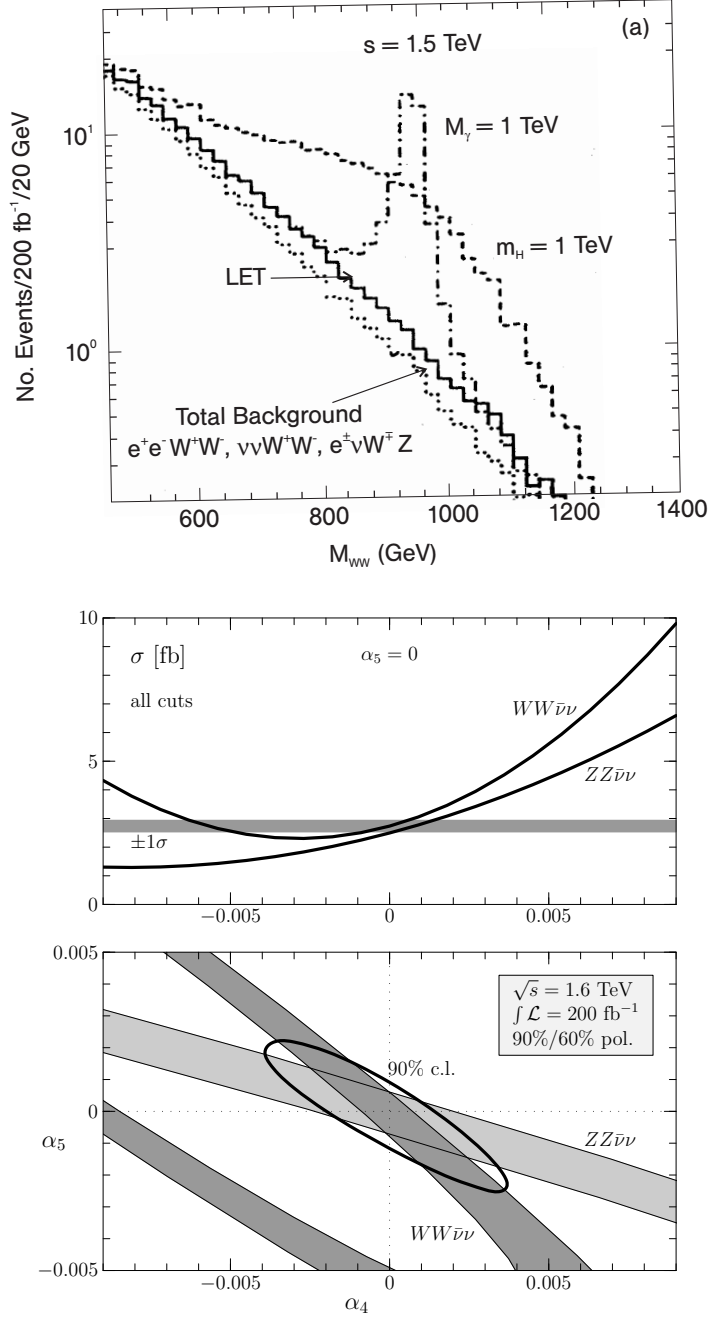 (a)
s = 1.5 TeV
No. Events/200 fb⁻¹/20 GeV
10¹
10⁰
Mᵧ = 1 TeV
m_H = 1 TeV
LET
Total Background
e⁺e⁻W⁺W⁻, ννW⁺W⁻, e±νW∓Z
600 800 1000 1200 1400
M_WW (GeV)
10
5
0
σ [fb]
α₅ = 0
all cuts
WWν̄ν
ZZν̄ν
±1σ
−0.005 0 0.005
0.005
0
−0.005
√s = 1.6 TeV
∫ℒ = 200 fb⁻¹
90%/60% pol.
90% c.l.
α₅
ZZν̄ν
WWν̄ν
−0.005 0 0.005
α₄